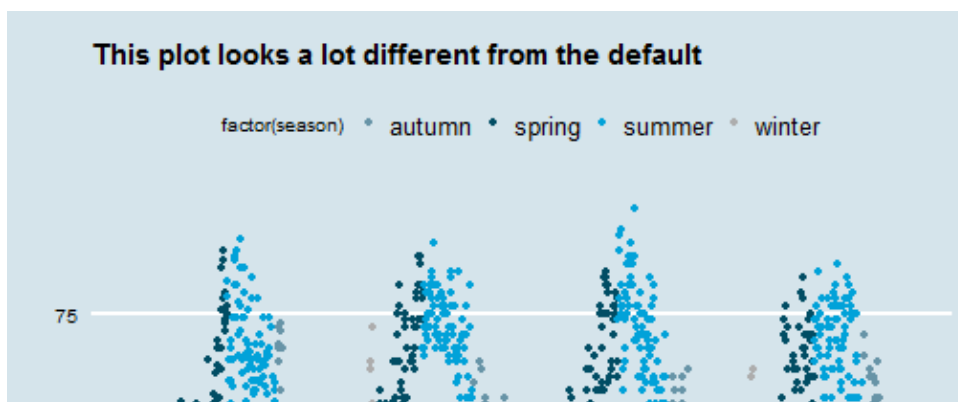 This plot looks a lot different from the default
factor(season) autumn spring summer winter
75